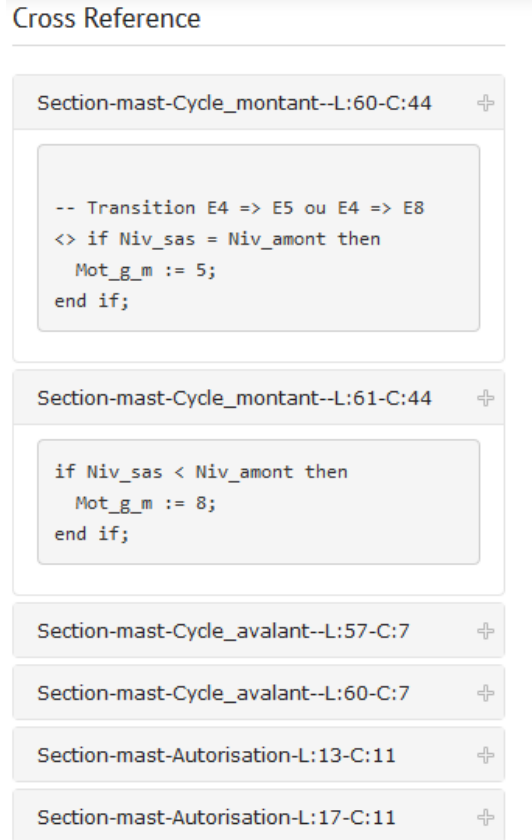 Cross Reference
Section-mast-Cycle_montant--L:60-C:44
-- Transition E4 => E5 ou E4 => E8
<> if Niv_sas = Niv_amont then
Mot_g_m := 5;
end if;
Section-mast-Cycle_montant--L:61-C:44
if Niv_sas < Niv_amont then
Mot_g_m := 8;
end if;
Section-mast-Cycle_avalant--L:57-C:7
Section-mast-Cycle_avalant--L:60-C:7
Section-mast-Autorisation-L:13-C:11
Section-mast-Autorisation-L:17-C:11